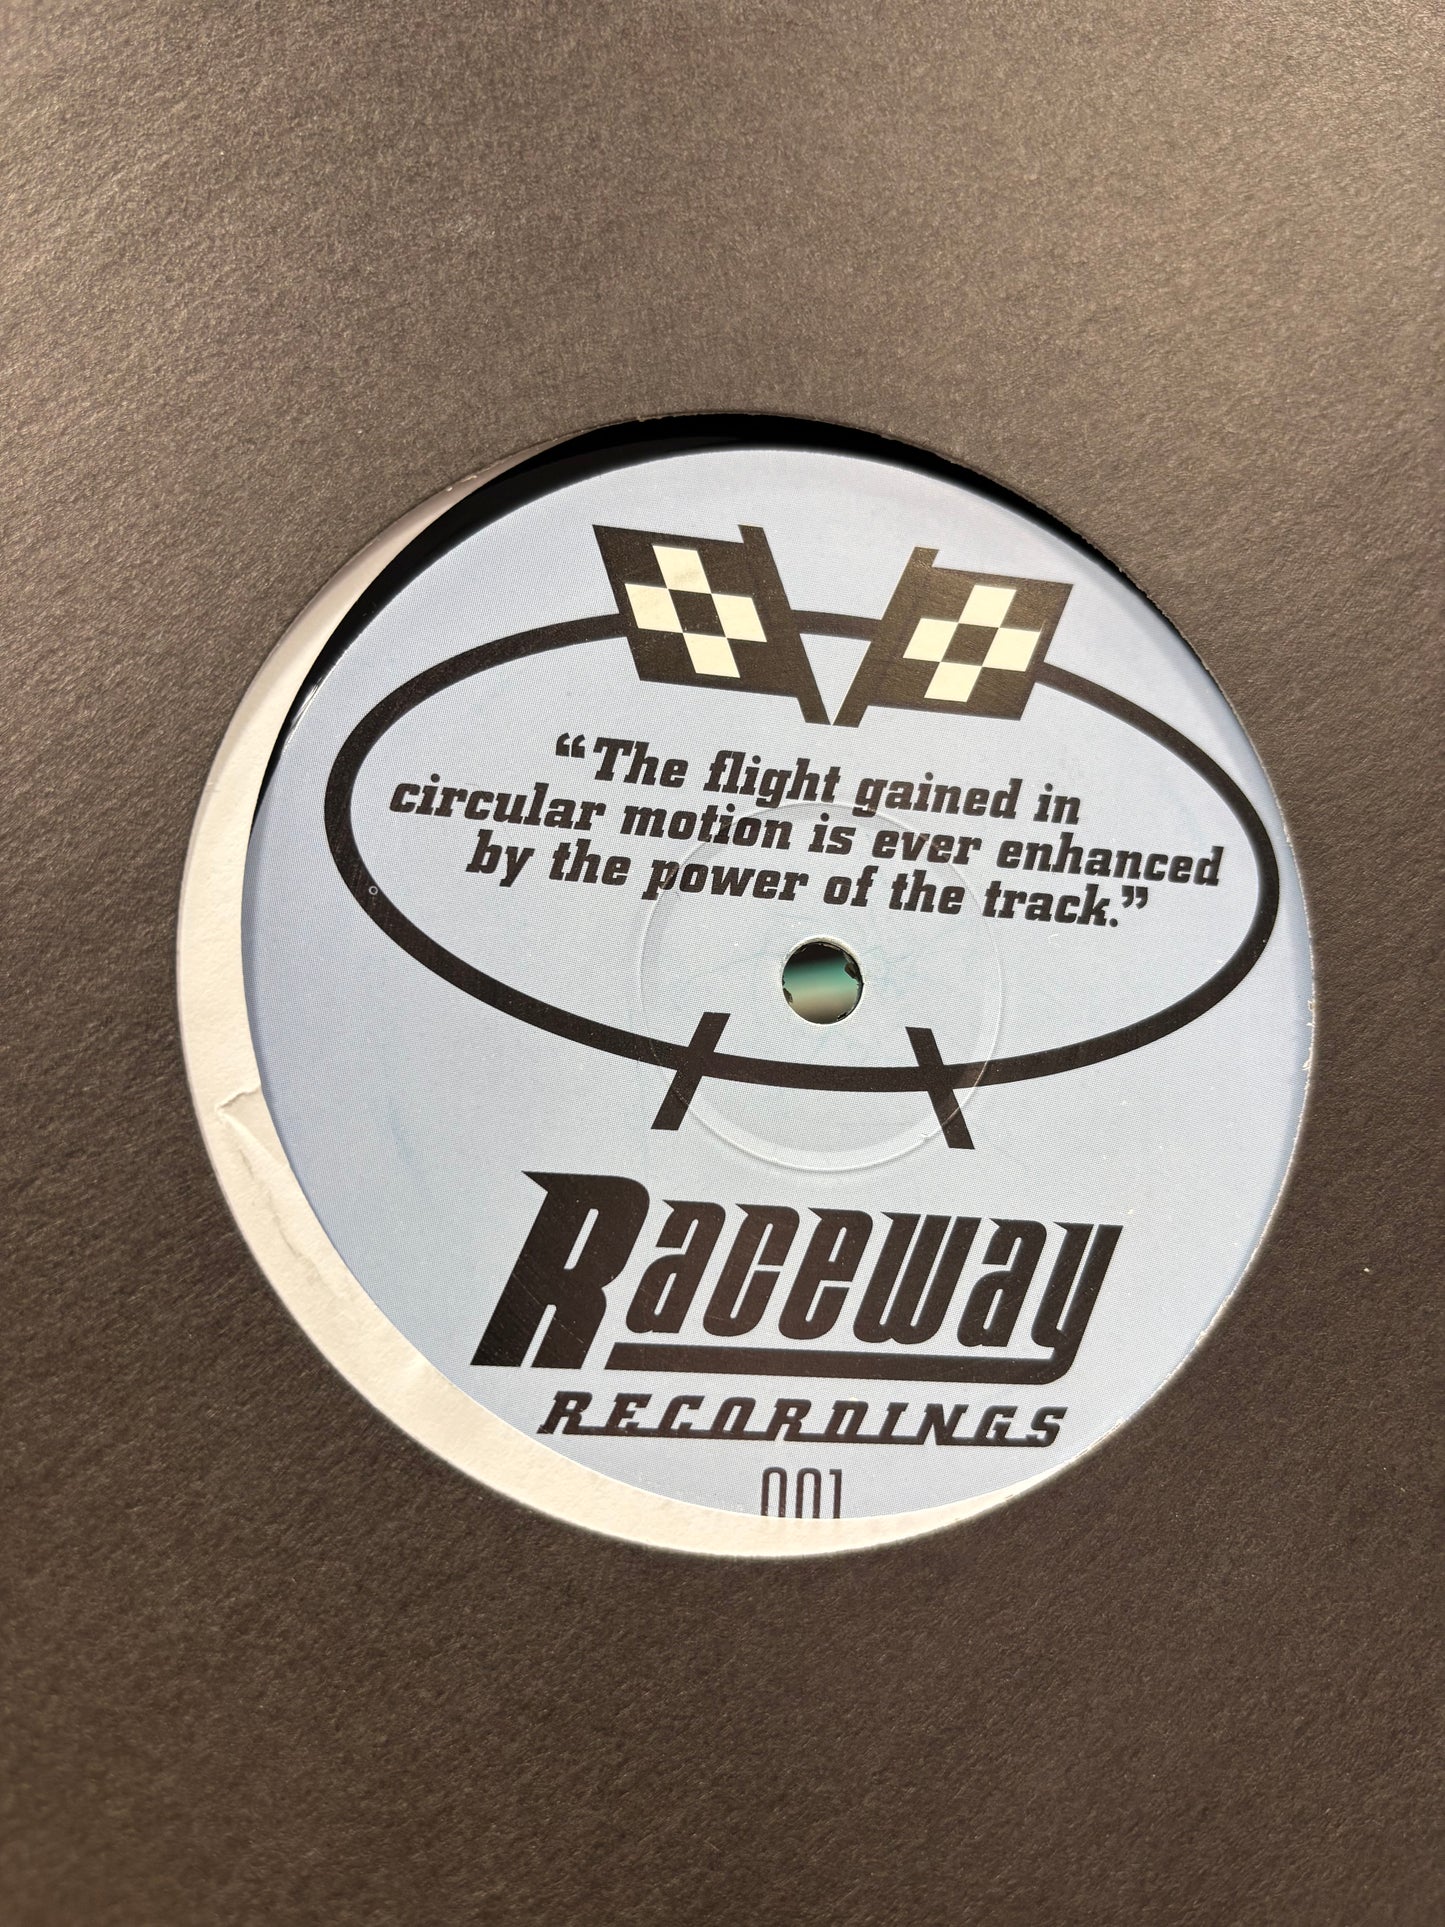 “The flight gained in
circular motion is ever enhanced
by the power of the track.”
Raceway
RECORDINGS
001